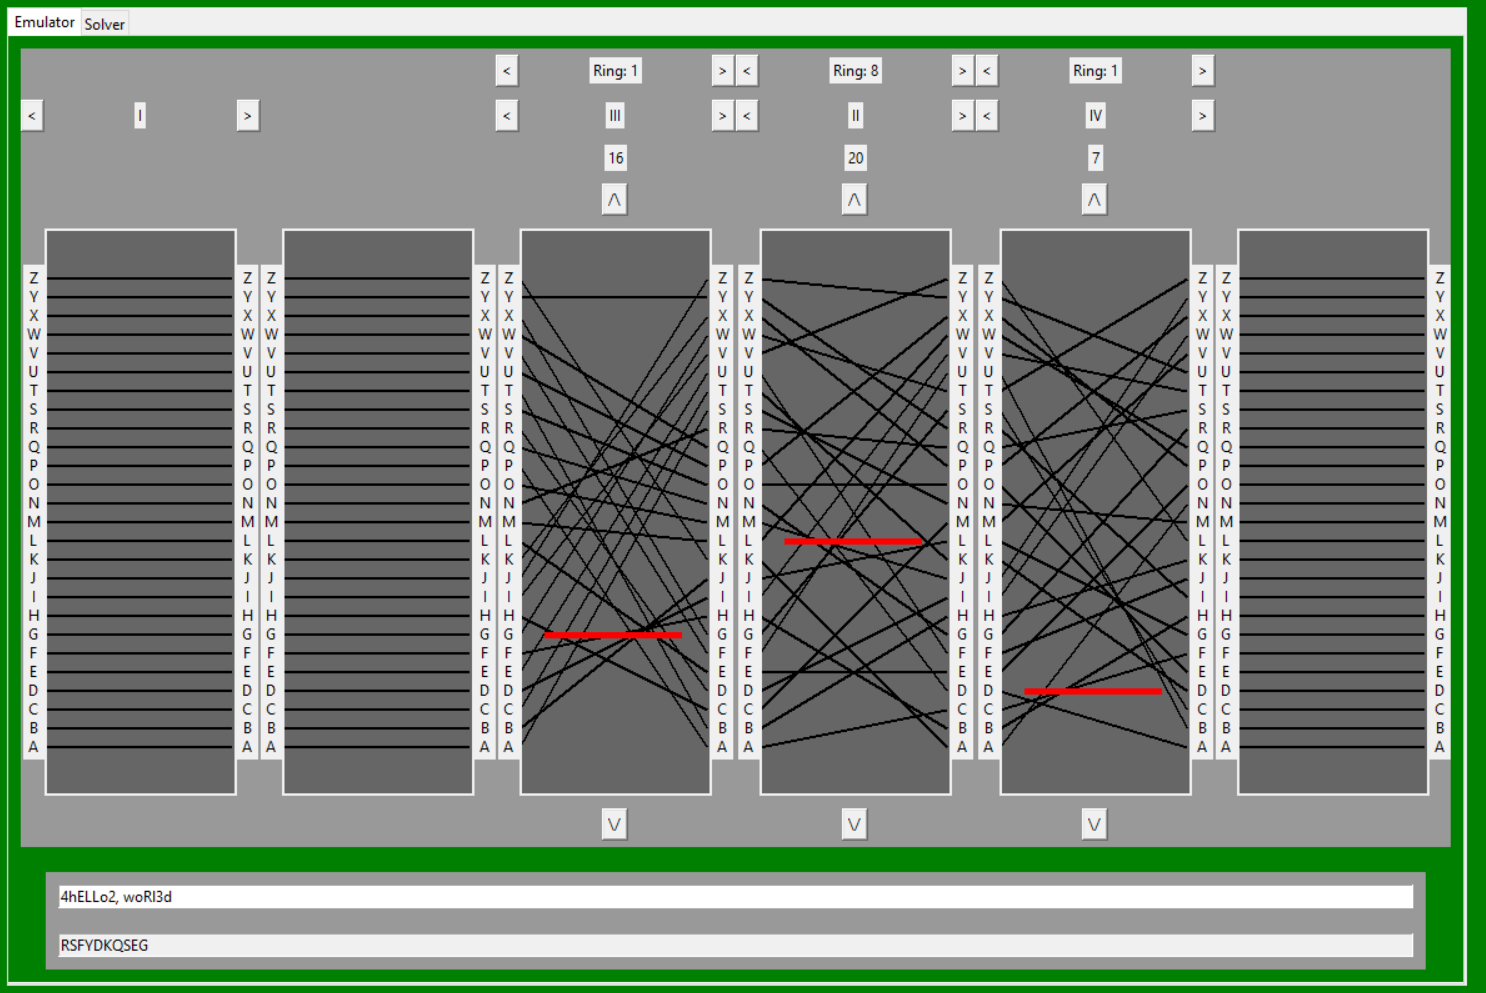 Emulator Solver
< Ring: 1 > < Ring: 8 > < Ring: 1 >
< I > < III > < II > < IV >
16 20 7
/\ /\ /\
Z Z Z Z Z Z Z Z Z Z Z Z
Y Y Y Y Y Y Y Y Y Y Y Y
X X X X X X X X X X X X
W W W W W W W W W W W W
V V V V V V V V V V V V
U U U U U U U U U U U U
T T T T T T T T T T T T
S S S S S S S S S S S S
R R R R R R R R R R R R
Q Q Q Q Q Q Q Q Q Q Q Q
P P P P P P P P P P P P
O O O O O O O O O O O O
N N N N N N N N N N N N
M M M M M M M M M M M M
L L L L L L L L L L L L
K K K K K K K K K K K K
J J J J J J J J J J J J
I I I I I I I I I I I I
H H H H H H H H H H H H
G G G G G G G G G G G G
F F F F F F F F F F F F
E E E E E E E E E E E E
D D D D D D D D D D D D
C C C C C C C C C C C C
B B B B B B B B B B B B
A A A A A A A A A A A A
\/ \/ \/
4hELLo2, woRl3d
RSFYDKQSEG